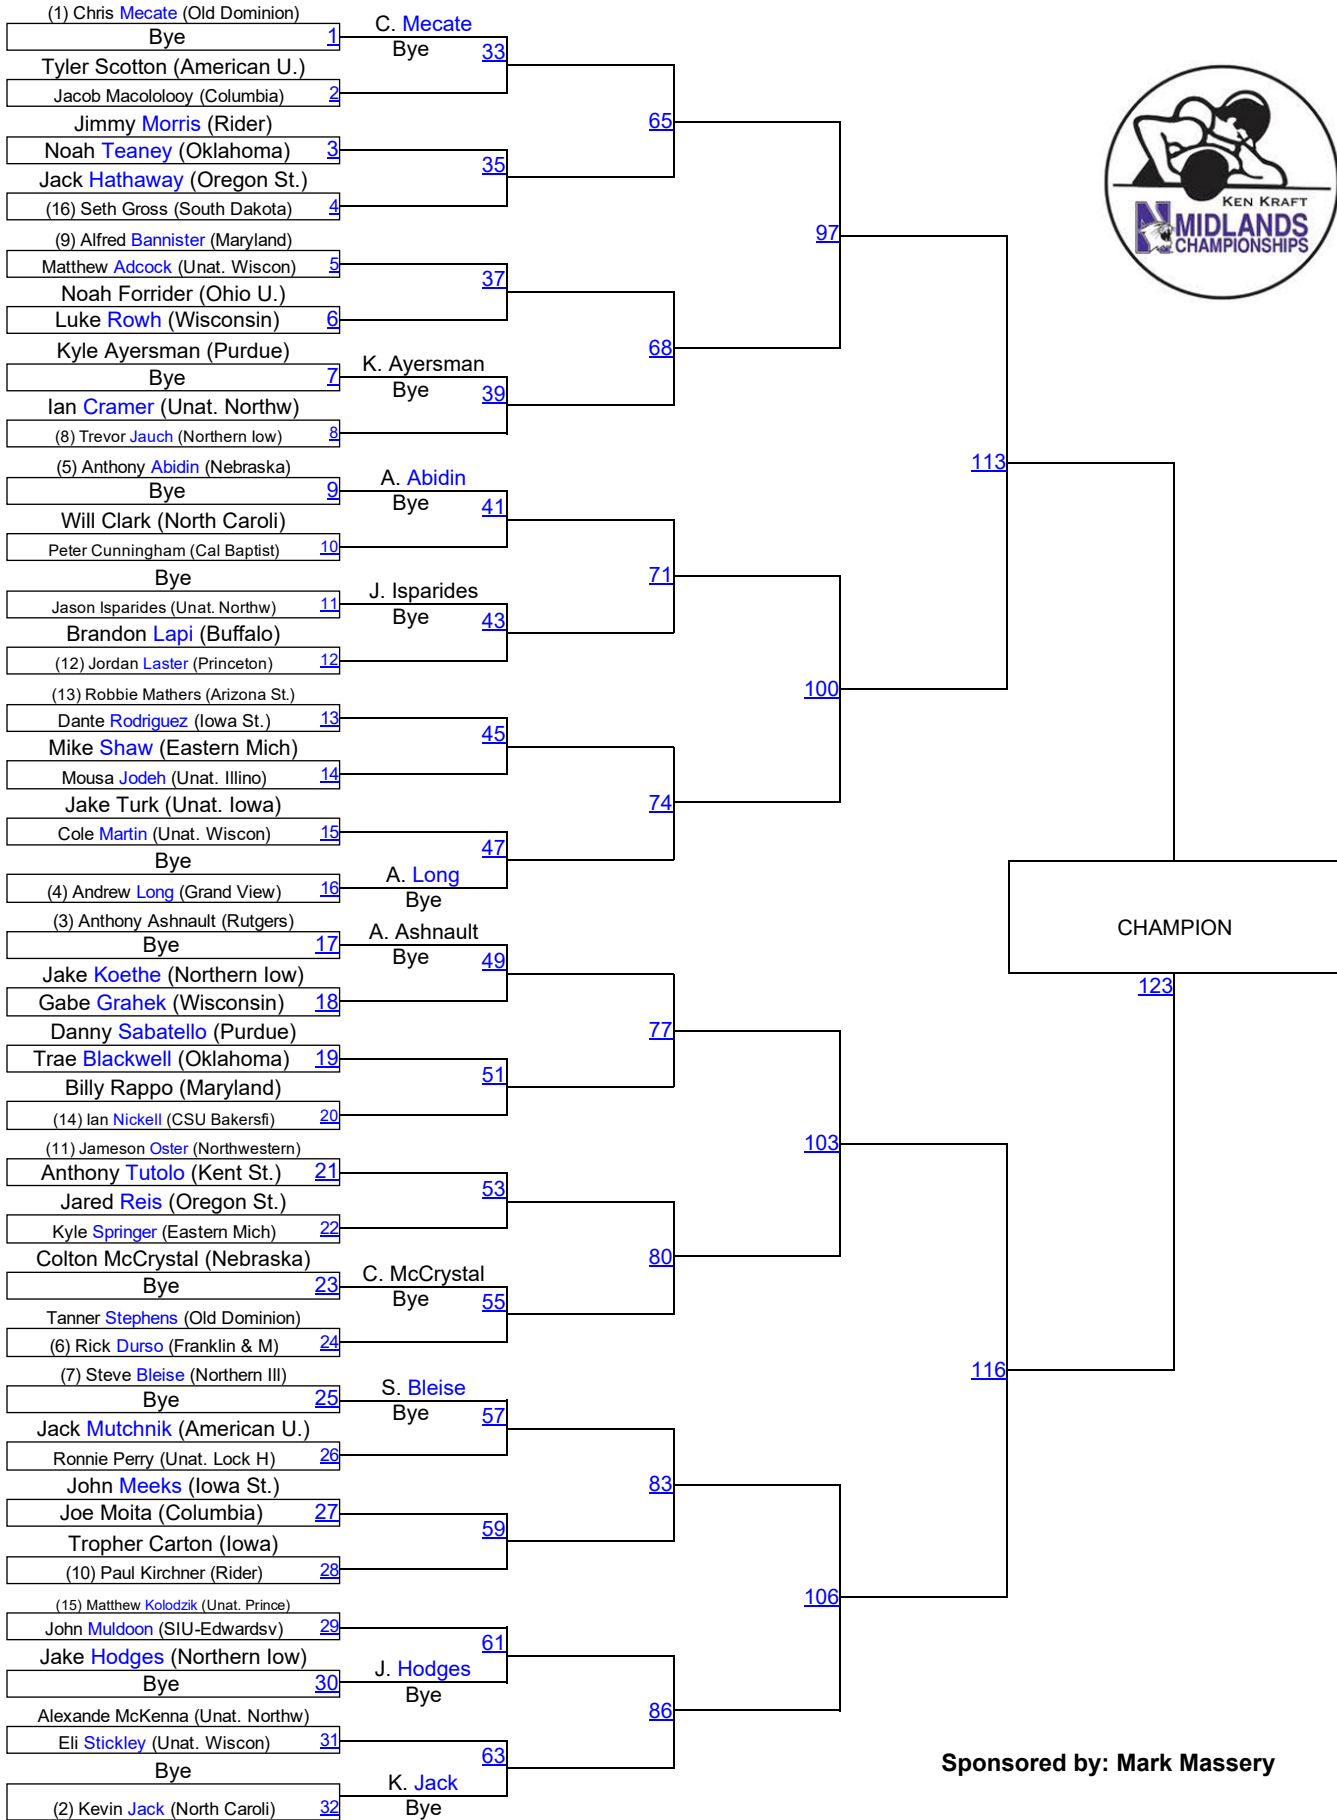 (1) Chris Mecate (Old Dominion)
Bye 1
C. Mecate
Bye 33
Tyler Scotton (American U.)
Jacob Macololooy (Columbia) 2
65
Jimmy Morris (Rider)
Noah Teaney (Oklahoma) 3
35
Jack Hathaway (Oregon St.)
(16) Seth Gross (South Dakota) 4
97
(9) Alfred Bannister (Maryland)
Matthew Adcock (Unat. Wiscon) 5
37
Noah Forrider (Ohio U.)
Luke Rowh (Wisconsin) 6
68
Kyle Ayersman (Purdue)
Bye 7
K. Ayersman
Bye 39
Ian Cramer (Unat. Northw)
(8) Trevor Jauch (Northern Iow) 8
113
(5) Anthony Abidin (Nebraska)
Bye 9
A. Abidin
Bye 41
Will Clark (North Caroli)
Peter Cunningham (Cal Baptist) 10
71
Bye
Jason Isparides (Unat. Northw) 11
J. Isparides
Bye 43
Brandon Lapi (Buffalo)
(12) Jordan Laster (Princeton) 12
100
(13) Robbie Mathers (Arizona St.)
Dante Rodriguez (Iowa St.) 13
45
Mike Shaw (Eastern Mich)
Mousa Jodeh (Unat. Illino) 14
74
Jake Turk (Unat. Iowa)
Cole Martin (Unat. Wiscon) 15
47
Bye
(4) Andrew Long (Grand View) 16
A. Long
Bye
CHAMPION
123
(3) Anthony Ashnault (Rutgers)
Bye 17
A. Ashnault
Bye 49
Jake Koethe (Northern Iow)
Gabe Grahek (Wisconsin) 18
77
Danny Sabatello (Purdue)
Trae Blackwell (Oklahoma) 19
51
Billy Rappo (Maryland)
(14) Ian Nickell (CSU Bakersfi) 20
103
(11) Jameson Oster (Northwestern)
Anthony Tutolo (Kent St.) 21
53
Jared Reis (Oregon St.)
Kyle Springer (Eastern Mich) 22
80
Colton McCrystal (Nebraska)
Bye 23
C. McCrystal
Bye 55
Tanner Stephens (Old Dominion)
(6) Rick Durso (Franklin & M) 24
116
(7) Steve Bleise (Northern Ill)
Bye 25
S. Bleise
Bye 57
Jack Mutchnik (American U.)
Ronnie Perry (Unat. Lock H) 26
83
John Meeks (Iowa St.)
Joe Moita (Columbia) 27
59
Tropher Carton (Iowa)
(10) Paul Kirchner (Rider) 28
106
(15) Matthew Kolodzik (Unat. Prince)
John Muldoon (SIU-Edwardsv) 29
61
Jake Hodges (Northern Iow)
Bye 30
J. Hodges
Bye
86
Alexande McKenna (Unat. Northw)
Eli Stickley (Unat. Wiscon) 31
63
Bye
(2) Kevin Jack (North Caroli) 32
K. Jack
Bye
KEN KRAFT
N MIDLANDS
CHAMPIONSHIPS
Sponsored by: Mark Massery